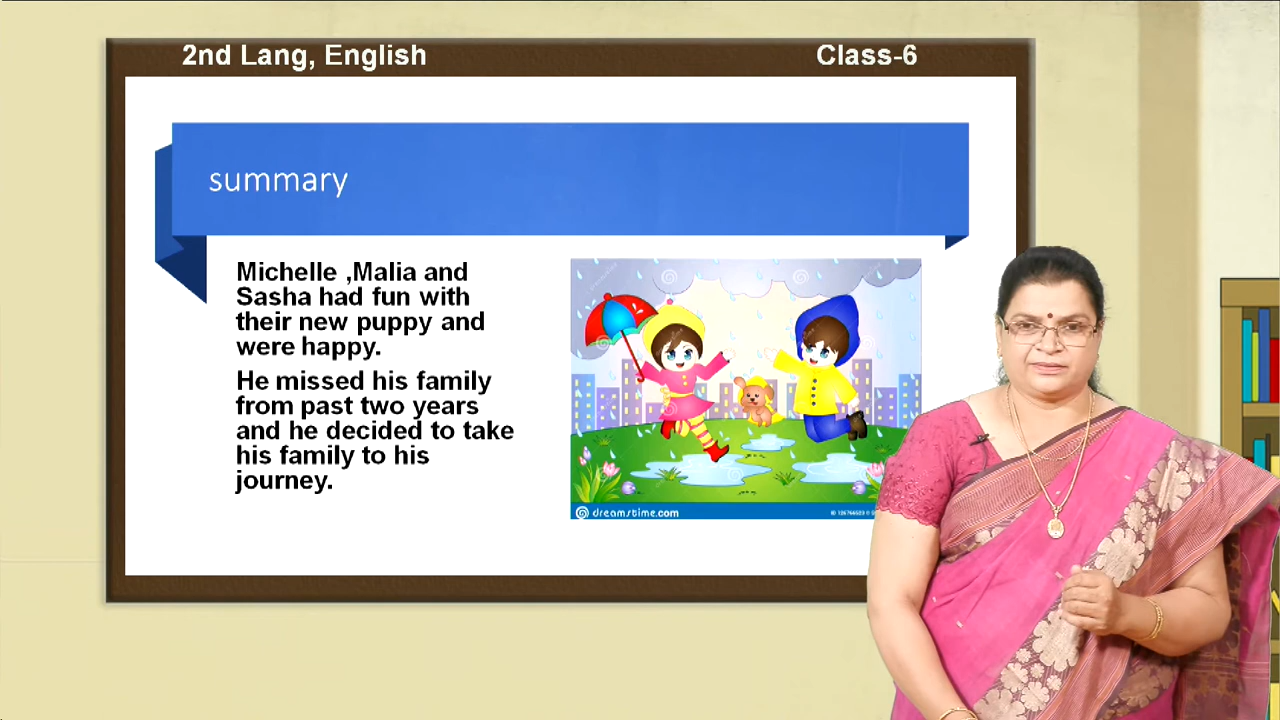 2nd Lang, English
Class-6
summary
Michelle ,Malia and
Sasha had fun with
their new puppy and
were happy.
He missed his family
from past two years
and he decided to take
his family to his
journey.
dreamstime.com